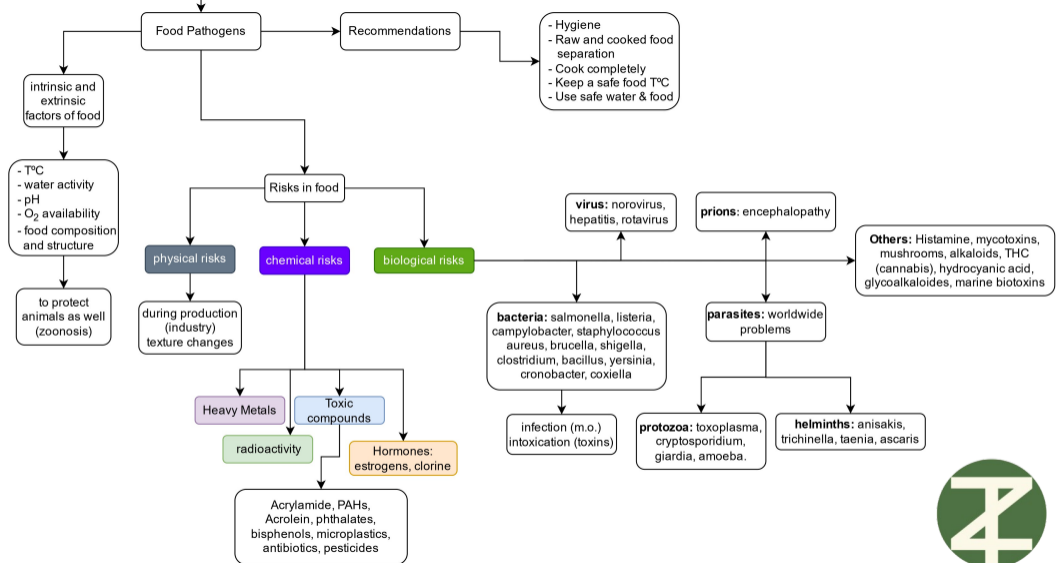 Food Pathogens
Recommendations
- Hygiene
- Raw and cooked food
separation
- Cook completely
- Keep a safe food TºC
- Use safe water & food
intrinsic and
extrinsic
factors of food
- TºC
- water activity
- pH
- O2 availability
- food composition
and structure
to protect
animals as well
(zoonosis)
Risks in food
physical risks
chemical risks
biological risks
during production
(industry)
texture changes
virus: norovirus,
hepatitis, rotavirus
prions: encephalopathy
Others: Histamine, mycotoxins,
mushrooms, alkaloids, THC
(cannabis), hydrocyanic acid,
glycoalkaloides, marine biotoxins
bacteria: salmonella, listeria,
campylobacter, staphylococcus
aureus, brucella, shigella,
clostridium, bacillus, yersinia,
cronobacter, coxiella
parasites: worldwide
problems
infection (m.o.)
intoxication (toxins)
protozoa: toxoplasma,
cryptosporidium,
giardia, amoeba.
helminths: anisakis,
trichinella, taenia, ascaris
Heavy Metals
Toxic
compounds
radioactivity
Hormones:
estrogens, clorine
Acrylamide, PAHs,
Acrolein, phthalates,
bisphenols, microplastics,
antibiotics, pesticides